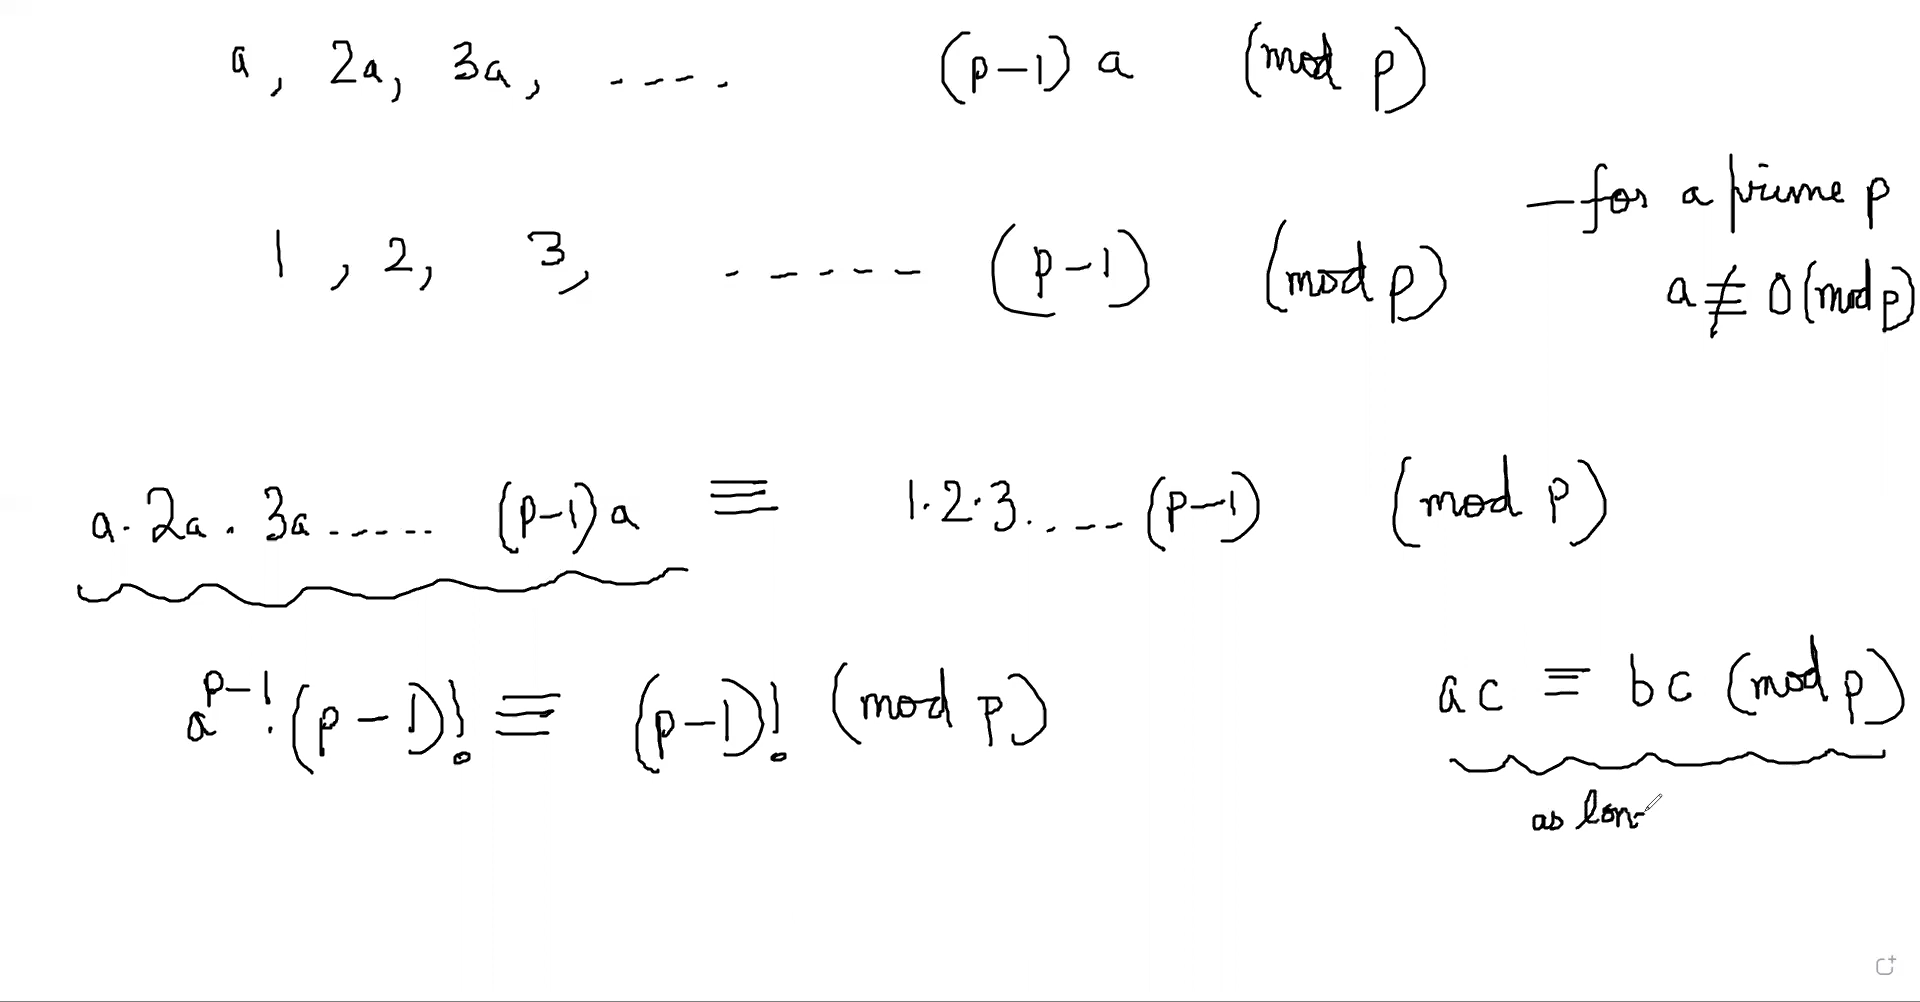 a, 2a, 3a, ---- . (p-1) a (mod p)
— for a prime p
1, 2, 3, ------ (p-1) (mod p)
a ≢ 0 (mod p)
a. 2a. 3a ..... (p-1) a ≡ 1.2.3. ... (p-1) (mod p)
a^{p-1}. (p-1)! ≡ (p-1)! (mod p)
ac ≡ bc (mod p)
as lon